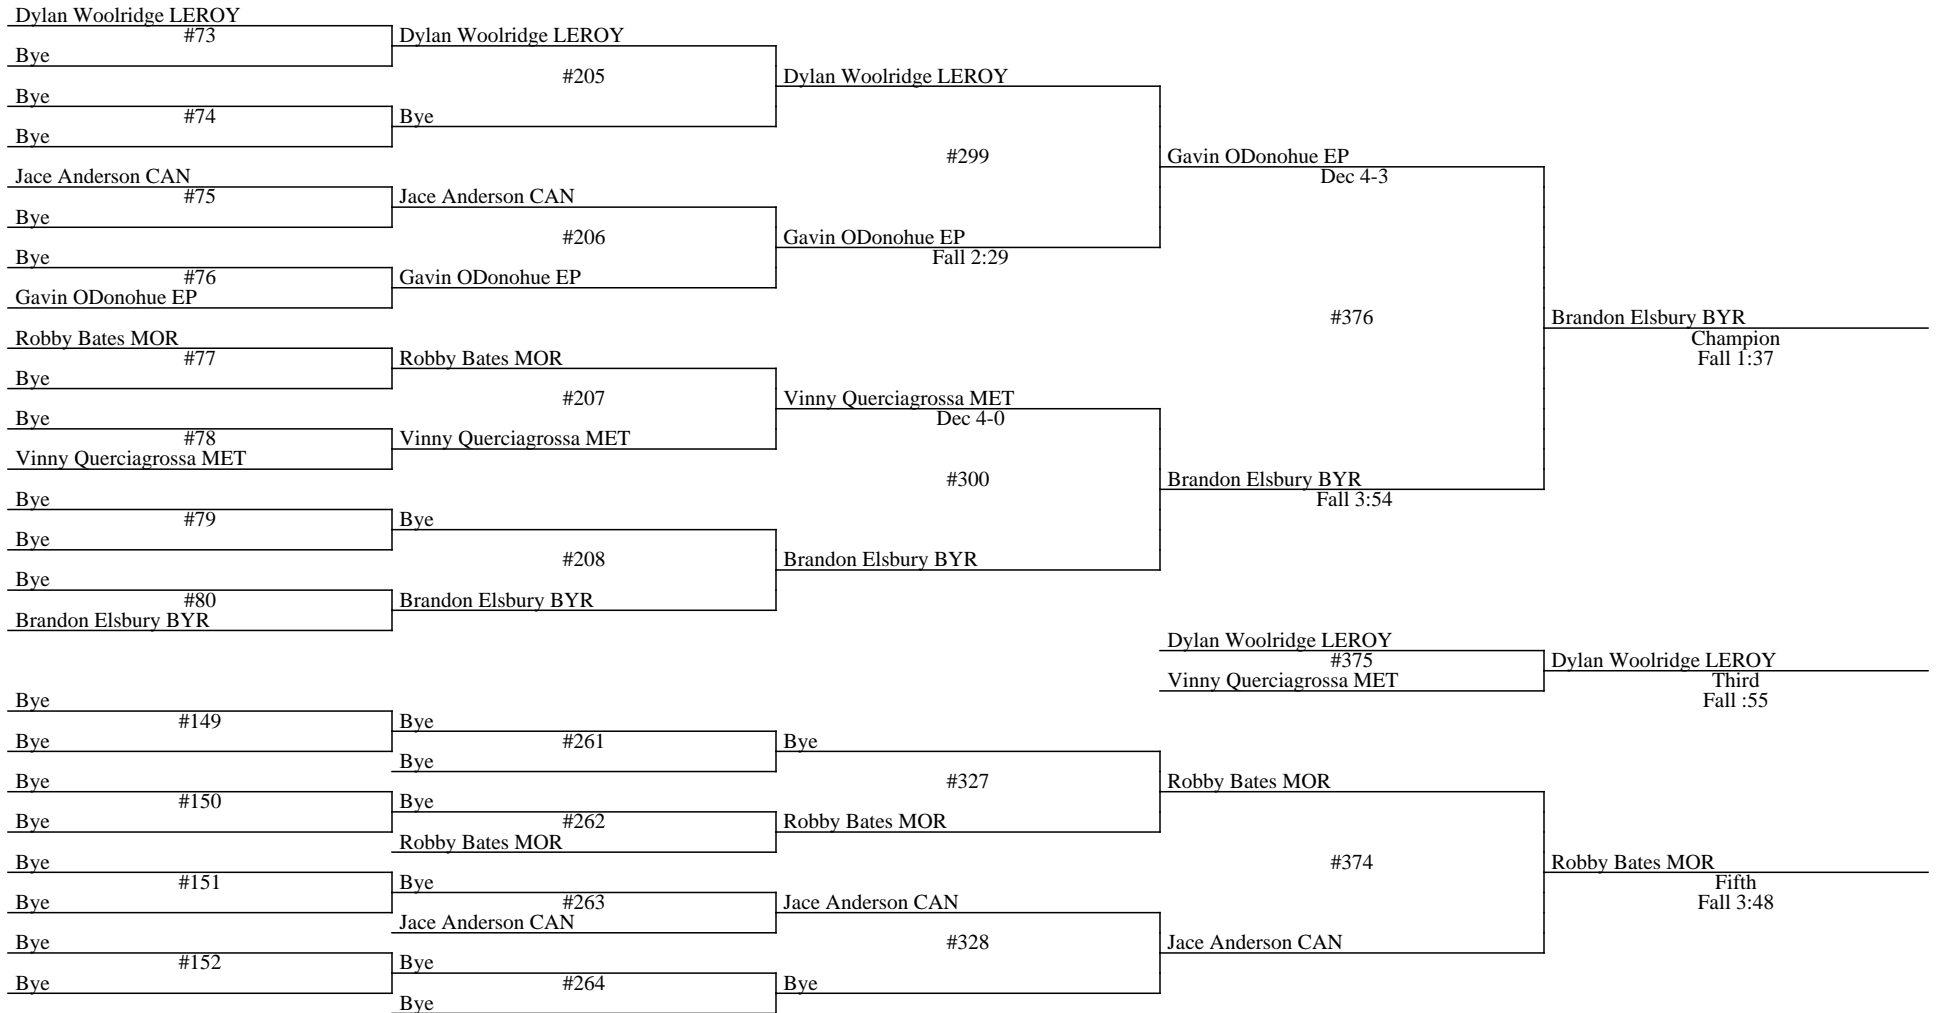 Dylan Woolridge LEROY
#73
Bye
Bye
#74
Bye
Jace Anderson CAN
#75
Bye
Bye
#76
Gavin ODonohue EP
Robby Bates MOR
#77
Bye
Bye
#78
Vinny Querciagrossa MET
Bye
#79
Bye
Bye
#80
Brandon Elsbury BYR
Dylan Woolridge LEROY
#205
Bye
Jace Anderson CAN
#206
Gavin ODonohue EP
Robby Bates MOR
#207
Vinny Querciagrossa MET
Bye
#208
Brandon Elsbury BYR
Dylan Woolridge LEROY
#299
Gavin ODonohue EP
Fall 2:29
Vinny Querciagrossa MET
Dec 4-0
#300
Brandon Elsbury BYR
Gavin ODonohue EP
Dec 4-3
#376
Brandon Elsbury BYR
Fall 3:54
Brandon Elsbury BYR
Champion
Fall 1:37
Dylan Woolridge LEROY
#375
Vinny Querciagrossa MET
Dylan Woolridge LEROY
Third
Fall :55
Bye
#149
Bye
Bye
#150
Bye
Bye
#151
Bye
Bye
#152
Bye
Bye
#261
Bye
Bye
#262
Robby Bates MOR
Bye
#263
Jace Anderson CAN
Bye
#264
Bye
Bye
#327
Robby Bates MOR
Jace Anderson CAN
#328
Bye
Robby Bates MOR
#374
Jace Anderson CAN
Robby Bates MOR
Fifth
Fall 3:48